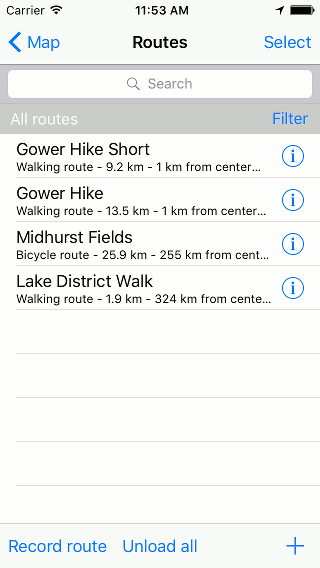 Carrier 11:53 AM
Map Routes Select
Search
All routes Filter
Gower Hike Short
Walking route - 9.2 km - 1 km from center...
Gower Hike
Walking route - 13.5 km - 1 km from center...
Midhurst Fields
Bicycle route - 25.9 km - 255 km from cent...
Lake District Walk
Walking route - 1.9 km - 324 km from cente...
Record route Unload all